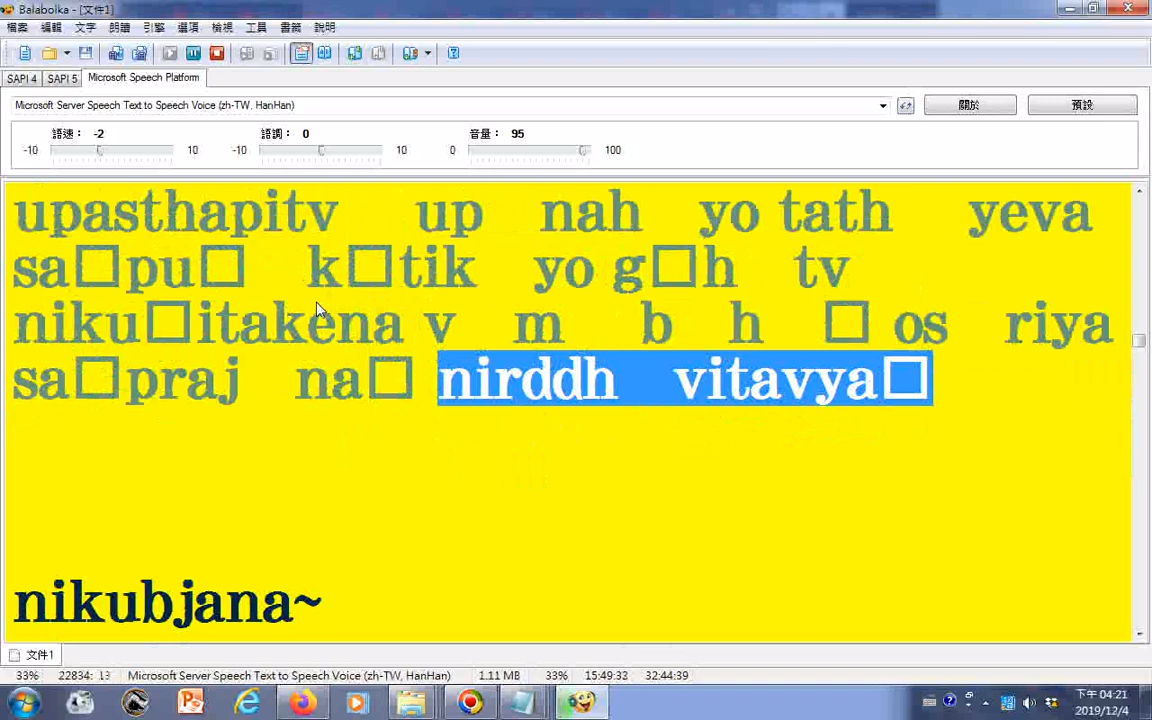 Balabolka - [文件1]
檔案 編輯 文字 朗讀 引擎 選項 檢視 工具 書籤 說明
SAPI 4 SAPI 5 Microsoft Speech Platform
Microsoft Server Speech Text to Speech Voice (zh-TW, HanHan) 關於 預設
語速： -2 語調： 0 音量： 95
-10 10 -10 10 0 100
upasthapitv up nah yo tath yeva
sa□pu□ k□tik yo g□h tv
niku□itakena v m b h □ os riya
sa□praj na□ nirddh vitavya□
nikubjana~
文件1
33% 22834: 13 Microsoft Server Speech Text to Speech Voice (zh-TW, HanHan) 1.11 MB 33% 15:49:33 32:44:39
下午 04:21
2019/12/4